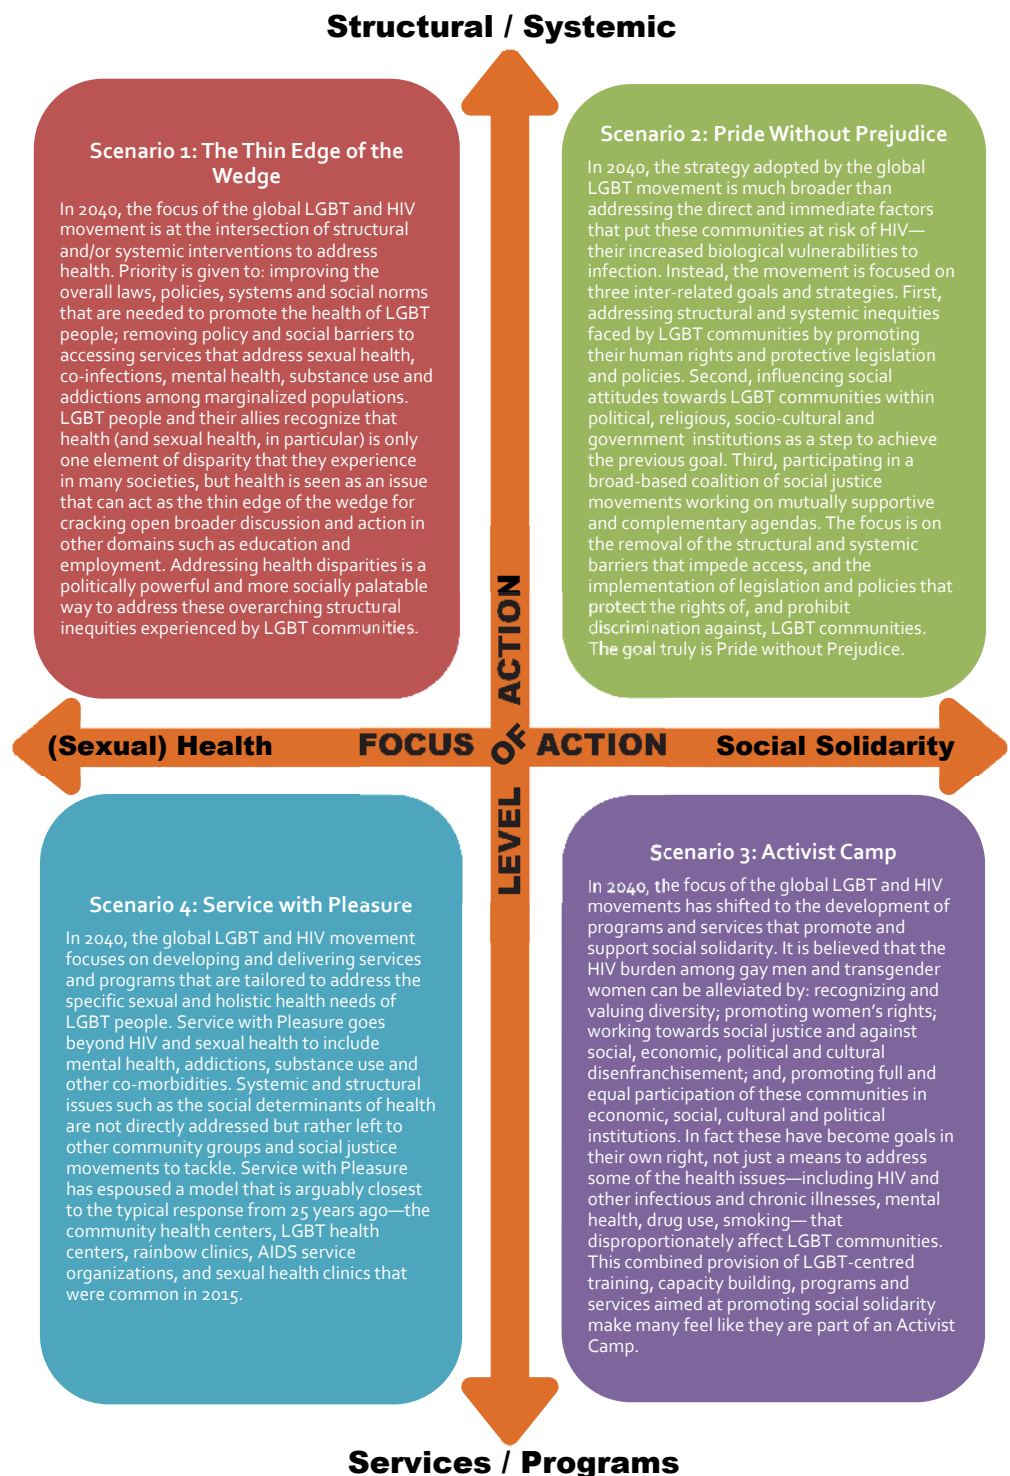 Structural / Systemic
Scenario 1: The Thin Edge of the
Wedge
In 2040, the focus of the global LGBT and HIV
movement is at the intersection of structural
and/or systemic interventions to address
health. Priority is given to: improving the
overall laws, policies, systems and social norms
that are needed to promote the health of LGBT
people; removing policy and social barriers to
accessing services that address sexual health,
co-infections, mental health, substance use and
addictions among marginalized populations.
LGBT people and their allies recognize that
health (and sexual health, in particular) is only
one element of disparity that they experience
in many societies, but health is seen as an issue
that can act as the thin edge of the wedge for
cracking open broader discussion and action in
other domains such as education and
employment. Addressing health disparities is a
politically powerful and more socially palatable
way to address these overarching structural
inequities experienced by LGBT communities.
Scenario 2: Pride Without Prejudice
In 2040, the strategy adopted by the global
LGBT movement is much broader than
addressing the direct and immediate factors
that put these communities at risk of HIV—
their increased biological vulnerabilities to
infection. Instead, the movement is focused on
three inter-related goals and strategies. First,
addressing structural and systemic inequities
faced by LGBT communities by promoting
their human rights and protective legislation
and policies. Second, influencing social
attitudes towards LGBT communities within
political, religious, socio-cultural and
government institutions as a step to achieve
the previous goal. Third, participating in a
broad-based coalition of social justice
movements working on mutually supportive
and complementary agendas. The focus is on
the removal of the structural and systemic
barriers that impede access, and the
implementation of legislation and policies that
protect the rights of, and prohibit
discrimination against, LGBT communities.
The goal truly is Pride without Prejudice.
(Sexual) Health
FOCUS OF ACTION
Social Solidarity
LEVEL OF ACTION
Scenario 4: Service with Pleasure
In 2040, the global LGBT and HIV movement
focuses on developing and delivering services
and programs that are tailored to address the
specific sexual and holistic health needs of
LGBT people. Service with Pleasure goes
beyond HIV and sexual health to include
mental health, addictions, substance use and
other co-morbidities. Systemic and structural
issues such as the social determinants of health
are not directly addressed but rather left to
other community groups and social justice
movements to tackle. Service with Pleasure
has espoused a model that is arguably closest
to the typical response from 25 years ago—the
community health centers, LGBT health
centers, rainbow clinics, AIDS service
organizations, and sexual health clinics that
were common in 2015.
Scenario 3: Activist Camp
In 2040, the focus of the global LGBT and HIV
movements has shifted to the development of
programs and services that promote and
support social solidarity. It is believed that the
HIV burden among gay men and transgender
women can be alleviated by: recognizing and
valuing diversity; promoting women's rights;
working towards social justice and against
social, economic, political and cultural
disenfranchisement; and, promoting full and
equal participation of these communities in
economic, social, cultural and political
institutions. In fact these have become goals in
their own right, not just a means to address
some of the health issues—including HIV and
other infectious and chronic illnesses, mental
health, drug use, smoking— that
disproportionately affect LGBT communities.
This combined provision of LGBT-centred
training, capacity building, programs and
services aimed at promoting social solidarity
make many feel like they are part of an Activist
Camp.
Services / Programs